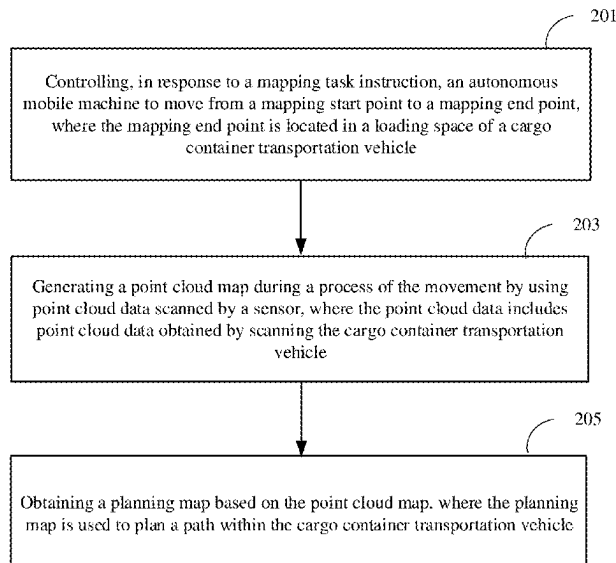 201
Controlling, in response to a mapping task instruction, an autonomous
mobile machine to move from a mapping start point to a mapping end point,
where the mapping end point is located in a loading space of a cargo
container transportation vehicle
203
Generating a point cloud map during a process of the movement by using
point cloud data scanned by a sensor, where the point cloud data includes
point cloud data obtained by scanning the cargo container transportation
vehicle
205
Obtaining a planning map based on the point cloud map, where the planning
map is used to plan a path within the cargo container transportation vehicle